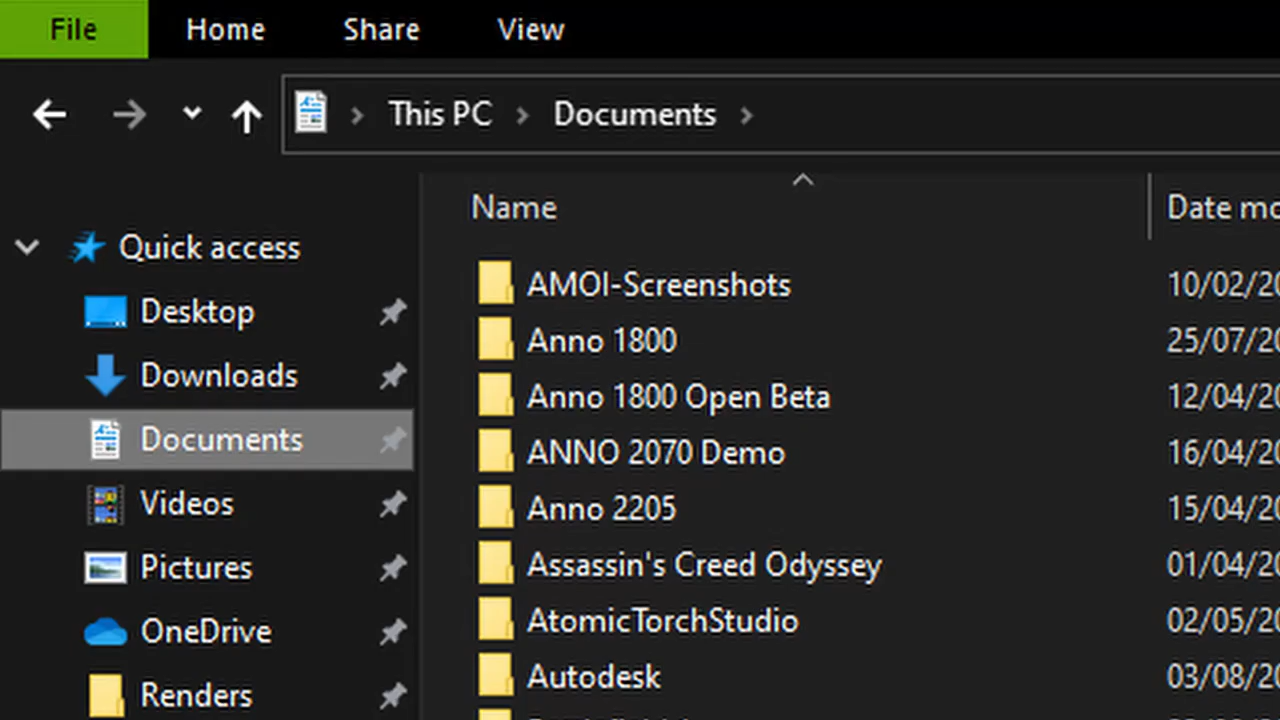 File Home Share View
This PC Documents
Name Date mo
Quick access
Desktop
Downloads
Documents
Videos
Pictures
OneDrive
Renders
AMOI-Screenshots 10/02/20
Anno 1800 25/07/20
Anno 1800 Open Beta 12/04/20
ANNO 2070 Demo 16/04/20
Anno 2205 15/04/20
Assassin's Creed Odyssey 01/04/20
AtomicTorchStudio 02/05/20
Autodesk 03/08/20